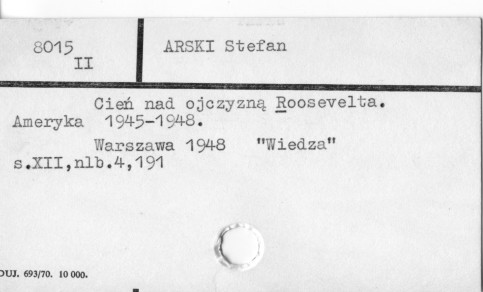 8015
II
ARSKI Stefan
Cień nad ojczyzną Roosevelta.
Ameryka 1945-1948.
Warszawa 1948 "Wiedza"
s.XII,nlb.4,191
DUJ. 693/70. 10 000.